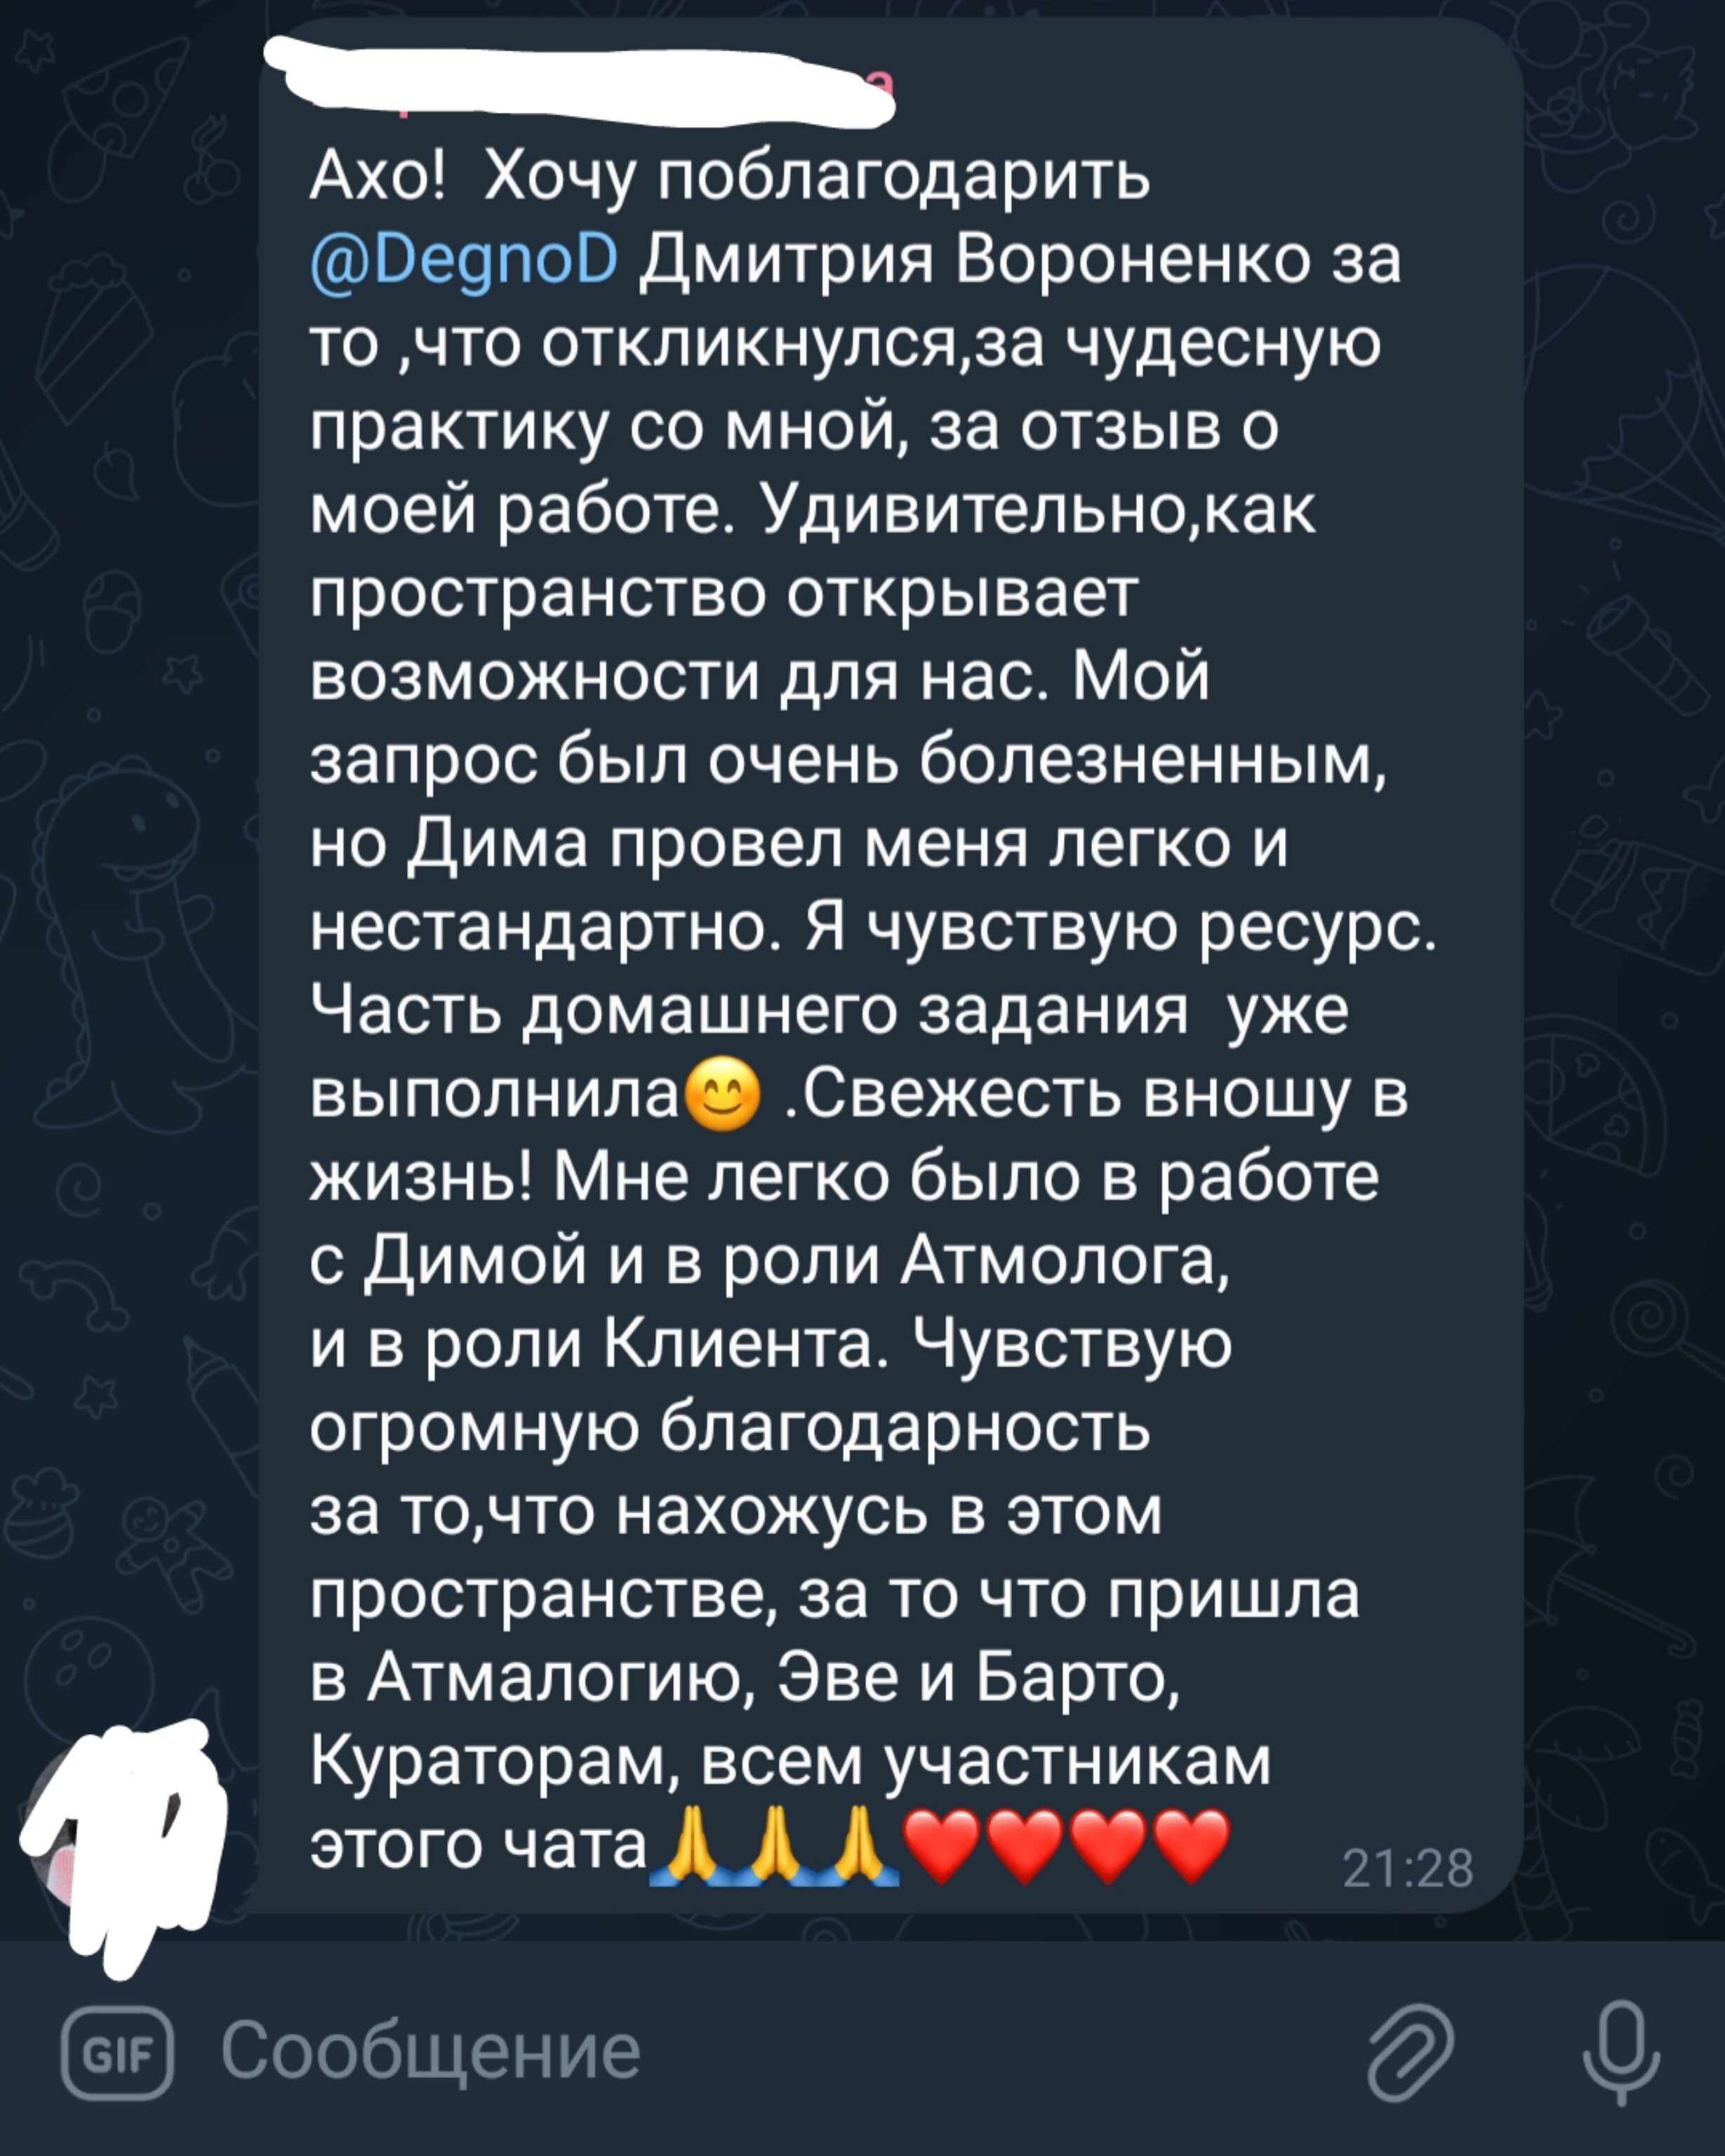 Ахо!  Хочу поблагодарить
@DegnoD Дмитрия Вороненко за
то ,что откликнулся,за чудесную
практику со мной, за отзыв о
моей работе. Удивительно,как
пространство открывает
возможности для нас. Мой
запрос был очень болезненным,
но Дима провел меня легко и
нестандартно. Я чувствую ресурс.
Часть домашнего задания  уже
выполнила😊 .Свежесть вношу в
жизнь! Мне легко было в работе
с Димой и в роли Атмолога,
и в роли Клиента. Чувствую
огромную благодарность
за то,что нахожусь в этом
пространстве, за то что пришла
в Атмалогию, Эве и Барто,
Кураторам, всем участникам
этого чата🙏🙏🙏❤️❤️❤️❤️ 21:28
GIF Сообщение